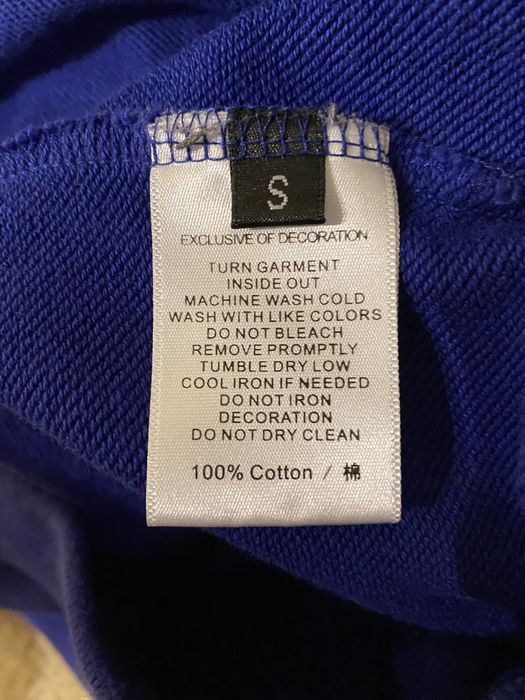 S
EXCLUSIVE OF DECORATION
TURN GARMENT
INSIDE OUT
MACHINE WASH COLD
WASH WITH LIKE COLORS
DO NOT BLEACH
REMOVE PROMPTLY
TUMBLE DRY LOW
COOL IRON IF NEEDED
DO NOT IRON
DECORATION
DO NOT DRY CLEAN
100% Cotton / 棉